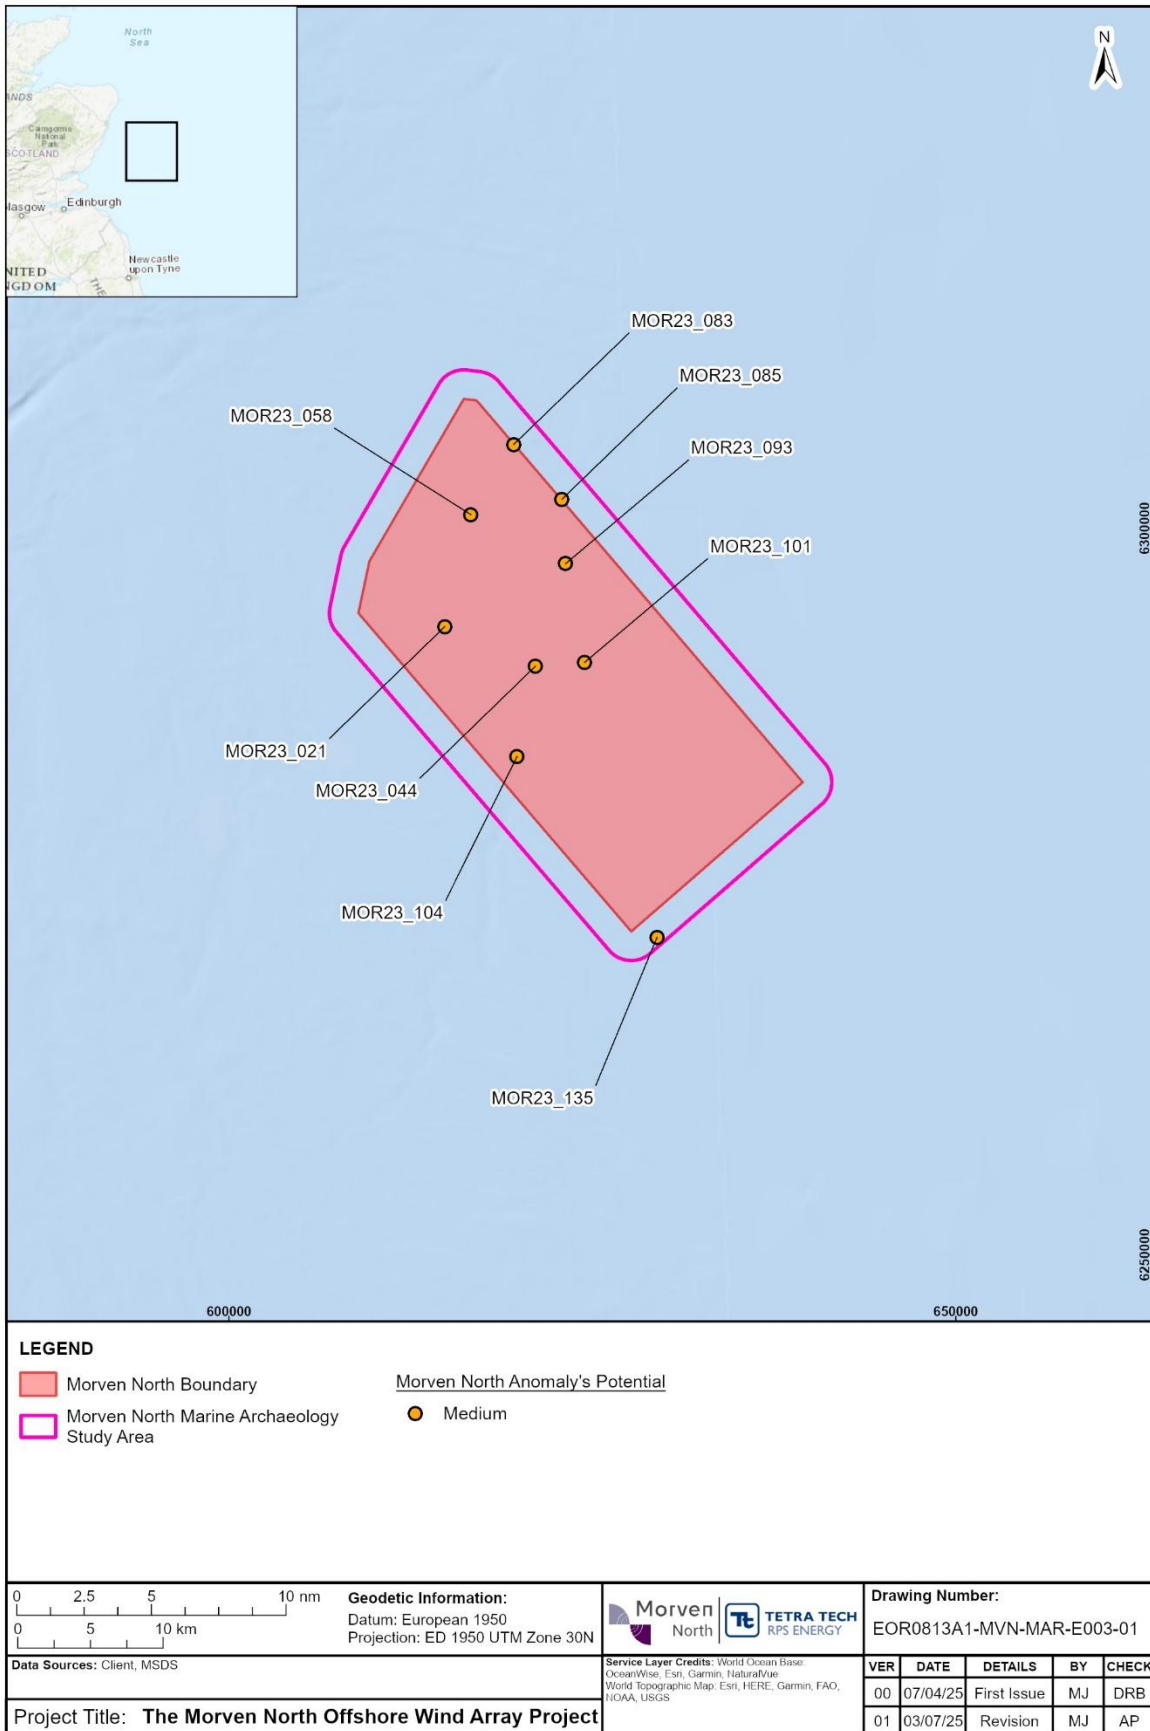 North
Sea
N
ANDS
Cairngorms
National
Park
SCOTLAND
Edinburgh
lasgow
Newcastle
upon Tyne
NITED
GDOM
THE
MOR23_083
MOR23_085
MOR23_058
MOR23_093
6300000
MOR23_101
MOR23_021
MOR23_044
MOR23_104
MOR23_135
6250000
600000
650000
LEGEND
Morven North Boundary
Morven North Marine Archaeology
Study Area
Morven North Anomaly's Potential
Medium
0 2.5 5 10 nm
0 5 10 km
Geodetic Information:
Datum: European 1950
Projection: ED 1950 UTM Zone 30N
Morven
North
Tt
TETRA TECH
RPS ENERGY
Drawing Number:
EOR0813A1-MVN-MAR-E003-01
Data Sources: Client, MSDS
Service Layer Credits: World Ocean Base:
OceanWise, Esri, Garmin, NaturalVue
World Topographic Map: Esri, HERE, Garmin, FAO,
NOAA, USGS
VER DATE DETAILS BY CHECK
00 07/04/25 First Issue MJ DRB
01 03/07/25 Revision MJ AP
Project Title: The Morven North Offshore Wind Array Project